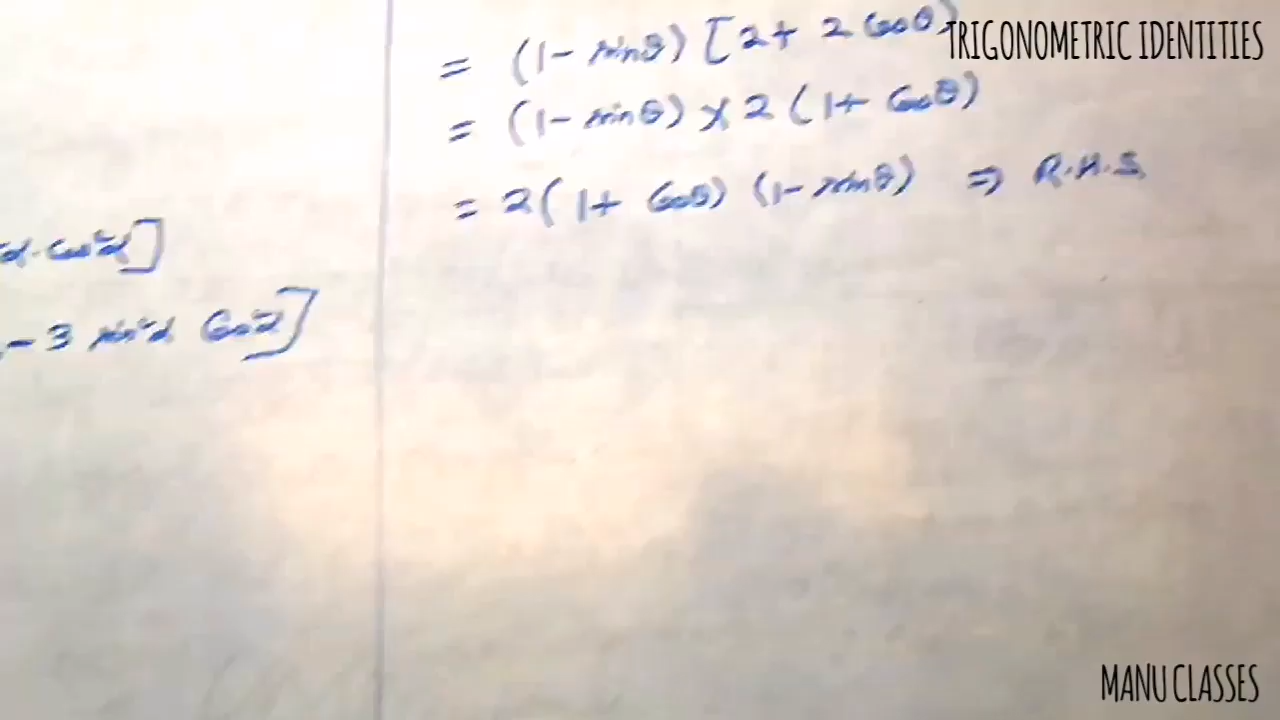 = (1 - sinθ) [2 + 2 Cosθ]
TRIGONOMETRIC IDENTITIES
= (1 - sinθ) × 2 (1 + Cosθ)
= 2 (1 + Cosθ) (1 - sinθ) ⇒ R.H.S.
²α · Cos²α]
- 3 sin²α Cos²α]
MANU CLASSES